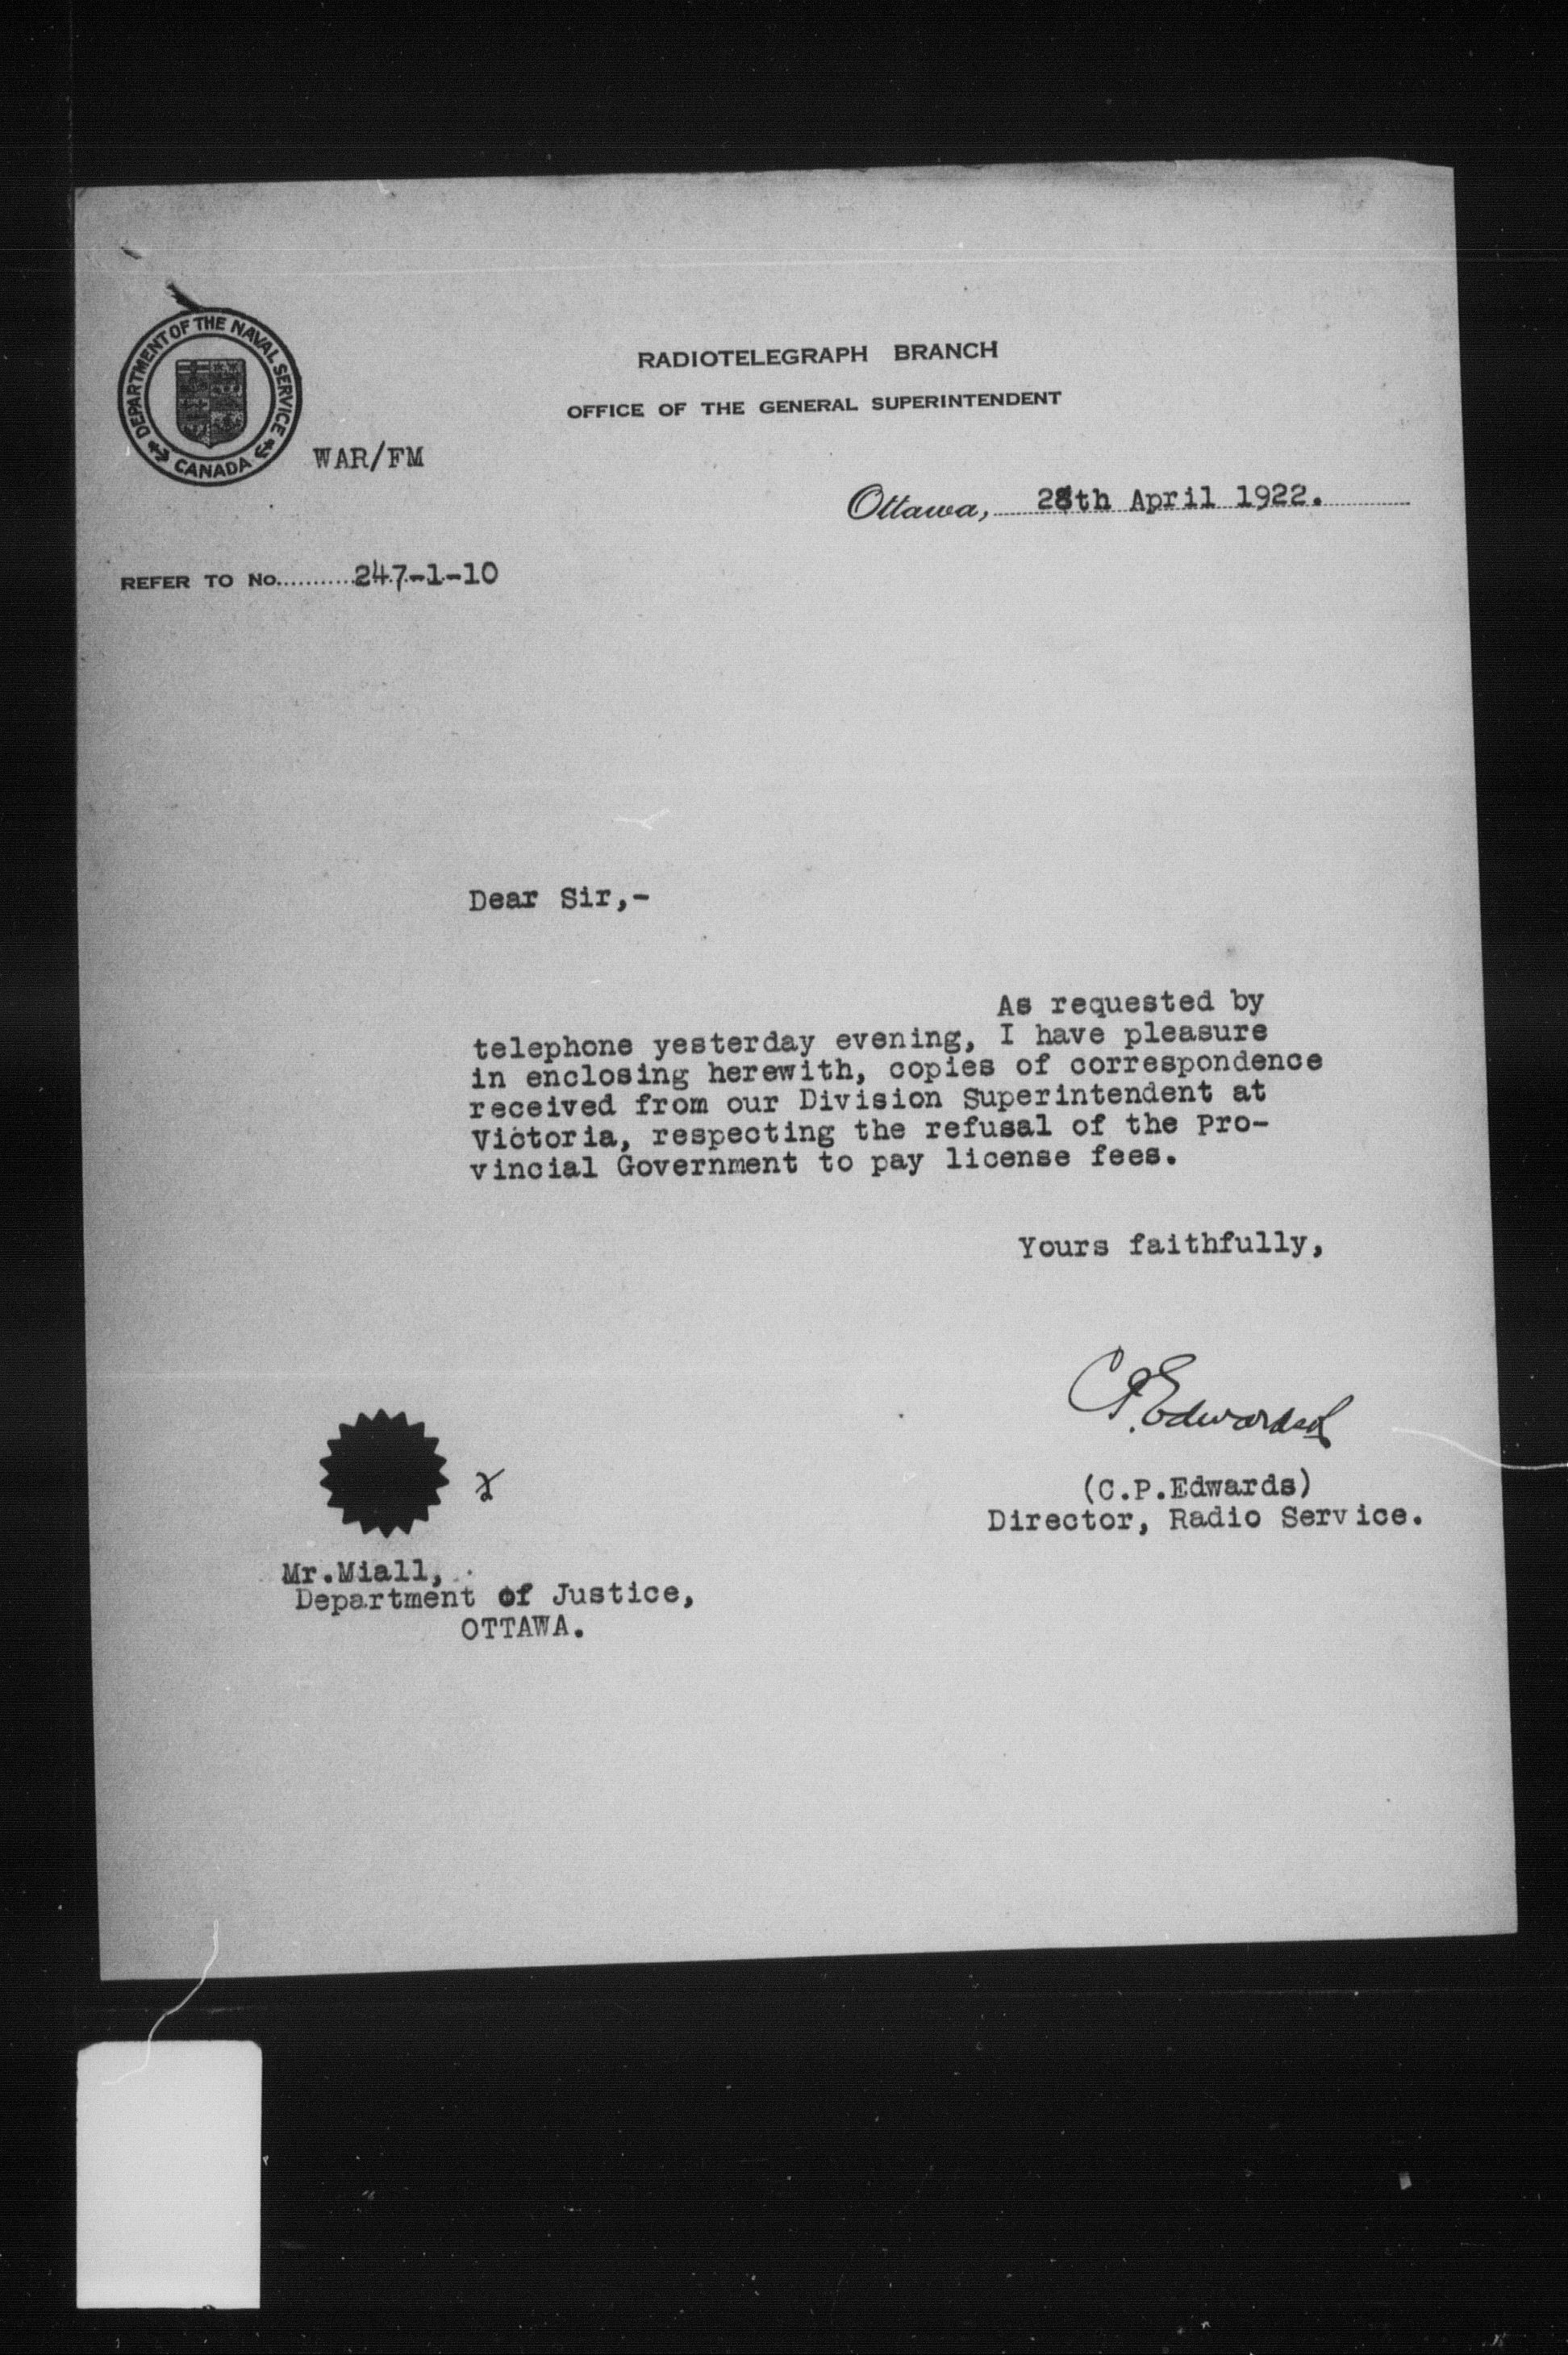 DEPARTMENT OF THE NAVAL SERVICE
CANADA
RADIOTELEGRAPH BRANCH
OFFICE OF THE GENERAL SUPERINTENDENT
WAR/FM
Ottawa, 28th April 1922.
REFER TO No. 247-1-10
Dear Sir,-
As requested by
telephone yesterday evening, I have pleasure
in enclosing herewith, copies of correspondence
received from our Division Superintendent at
Victoria, respecting the refusal of the Pro-
vincial Government to pay license fees.
Yours faithfully,
C.P. Edwards
(C.P.Edwards)
Director, Radio Service.
Mr.Miall,
Department of Justice,
OTTAWA.